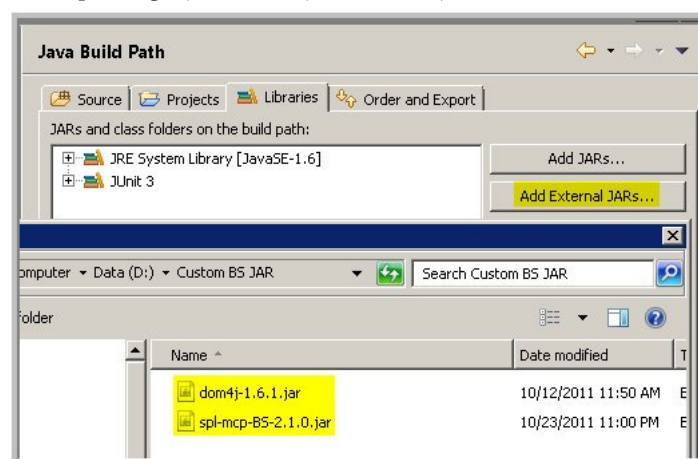 Java Build Path
Source Projects Libraries Order and Export
JARs and class folders on the build path:
JRE System Library [JavaSE-1.6]
Add JARs...
JUnit 3
Add External JARs...
omputer Data (D:) Custom BS JAR Search Custom BS JAR
folder
Name Date modified T
dom4j-1.6.1.jar 10/12/2011 11:50 AM E
spl-mcp-BS-2.1.0.jar 10/23/2011 11:00 PM E